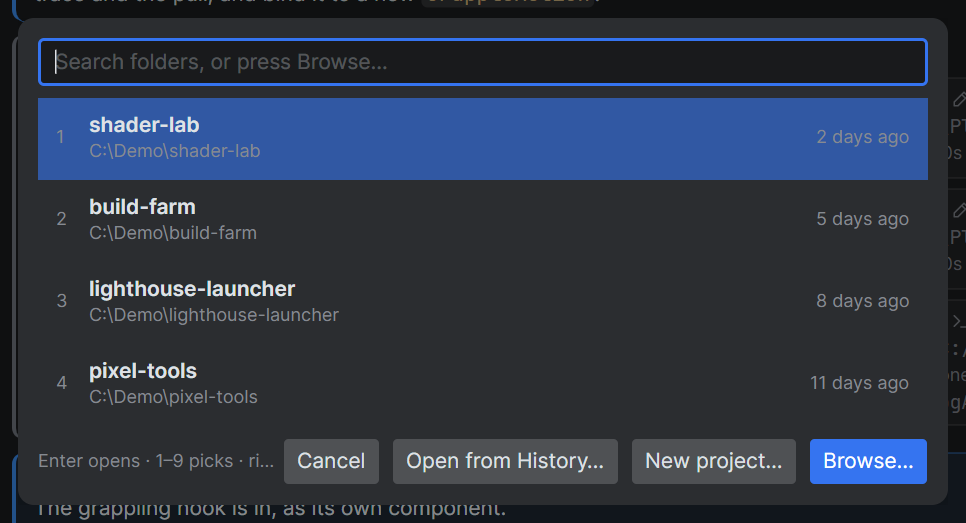 Search folders, or press Browse...
1
shader-lab
C:\Demo\shader-lab
2 days ago
2
build-farm
C:\Demo\build-farm
5 days ago
3
lighthouse-launcher
C:\Demo\lighthouse-launcher
8 days ago
4
pixel-tools
C:\Demo\pixel-tools
11 days ago
Enter opens · 1–9 picks · ri...
Cancel
Open from History...
New project...
Browse...
The grappling hook is in, as its own component.